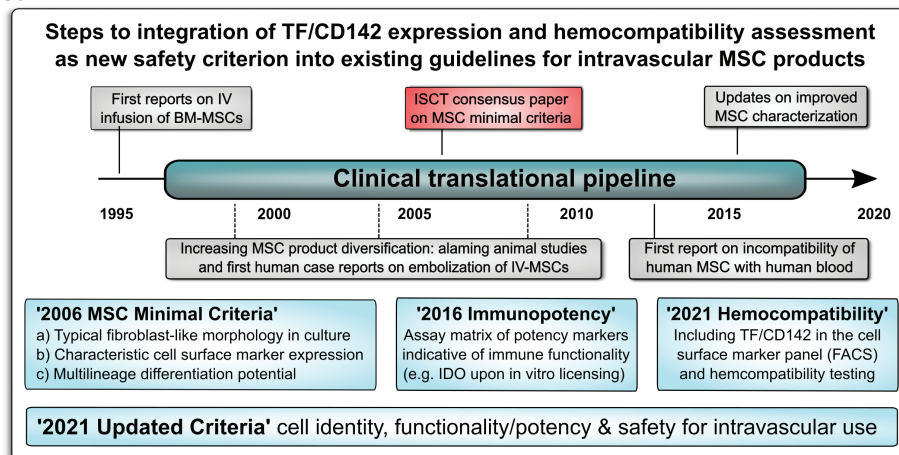 Steps to integration of TF/CD142 expression and hemocompatibility assessment
as new safety criterion into existing guidelines for intravascular MSC products
First reports on IV
infusion of BM-MSCs
ISCT consensus paper
on MSC minimal criteria
Updates on improved
MSC characterization
Clinical translational pipeline
1995 2000 2005 2010 2015 2020
Increasing MSC product diversification: alaming animal studies
and first human case reports on embolization of IV-MSCs
First report on incompatibility of
human MSC with human blood
'2006 MSC Minimal Criteria'
a) Typical fibroblast-like morphology in culture
b) Characteristic cell surface marker expression
c) Multilineage differentiation potential
'2016 Immunopotency'
Assay matrix of potency markers
indicative of immune functionality
(e.g. IDO upon in vitro licensing)
'2021 Hemocompatibility'
Including TF/CD142 in the cell
surface marker panel (FACS)
and hemcompatibility testing
'2021 Updated Criteria' cell identity, functionality/potency & safety for intravascular use